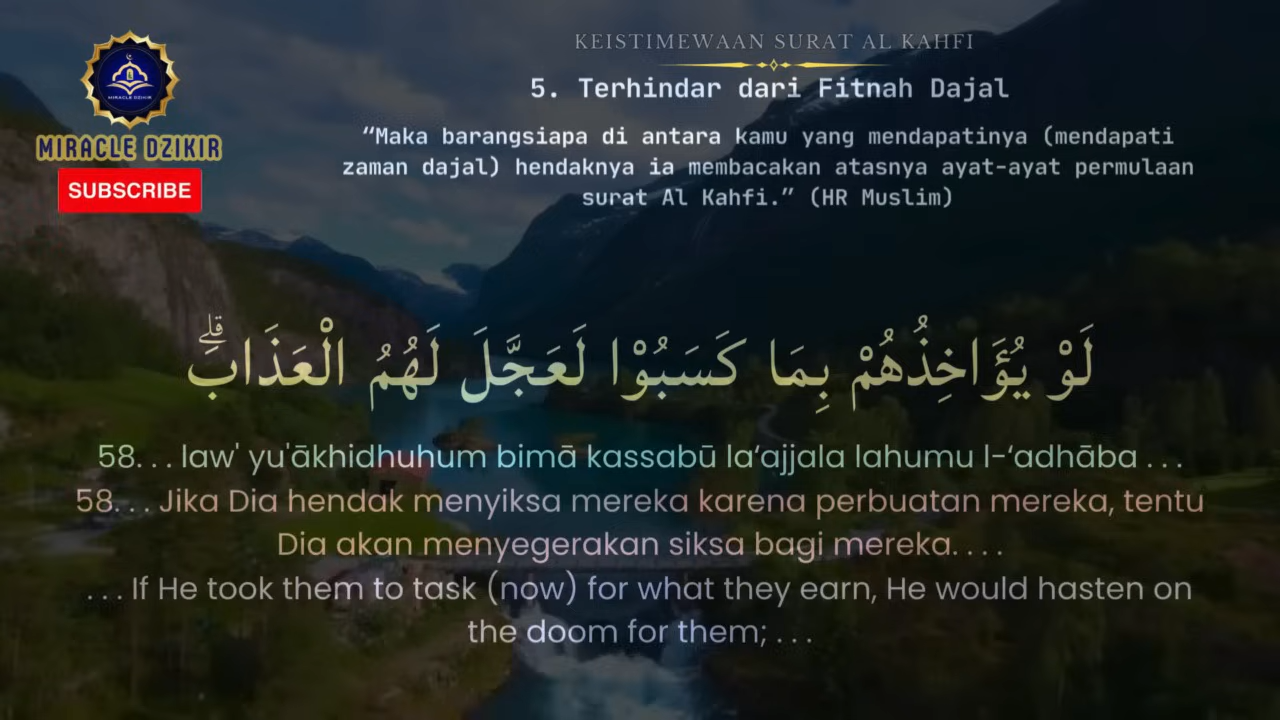 KEISTIMEWAAN SURAT AL KAHFI
5. Terhindar dari Fitnah Dajal
“Maka barangsiapa di antara kamu yang mendapatinya (mendapati
zaman dajal) hendaknya ia membacakan atasnya ayat-ayat permulaan
surat Al Kahfi.” (HR Muslim)
MIRACLE DZIKIR
MIRACLE DZIKIR
SUBSCRIBE
لَوْ يُؤَاخِذُهُمْ بِمَا كَسَبُوْا لَعَجَّلَ لَهُمُ الْعَذَابَۗ
58. . . law' yu'ākhidhuhum bimā kassabū la‘ajjala lahumu l-‘adhāba . . .
58. . . Jika Dia hendak menyiksa mereka karena perbuatan mereka, tentu
Dia akan menyegerakan siksa bagi mereka. . . .
. . . If He took them to task (now) for what they earn, He would hasten on
the doom for them; . . .